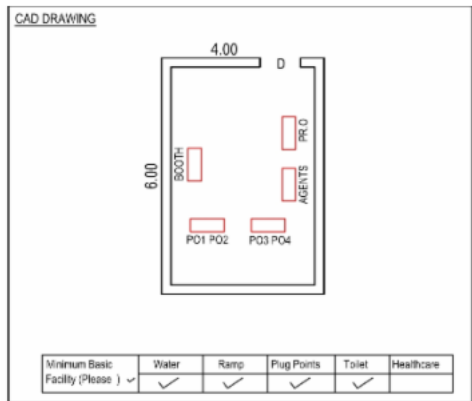 CAD DRAWING
4.00
D
PR.O
BOOTH
6.00
AGENTS
PO1 PO2
PO3 PO4
Minimum Basic Water Ramp Plug Points Toilet Healthcare
Facility (Please ) ✓ ✓ ✓ ✓ ✓